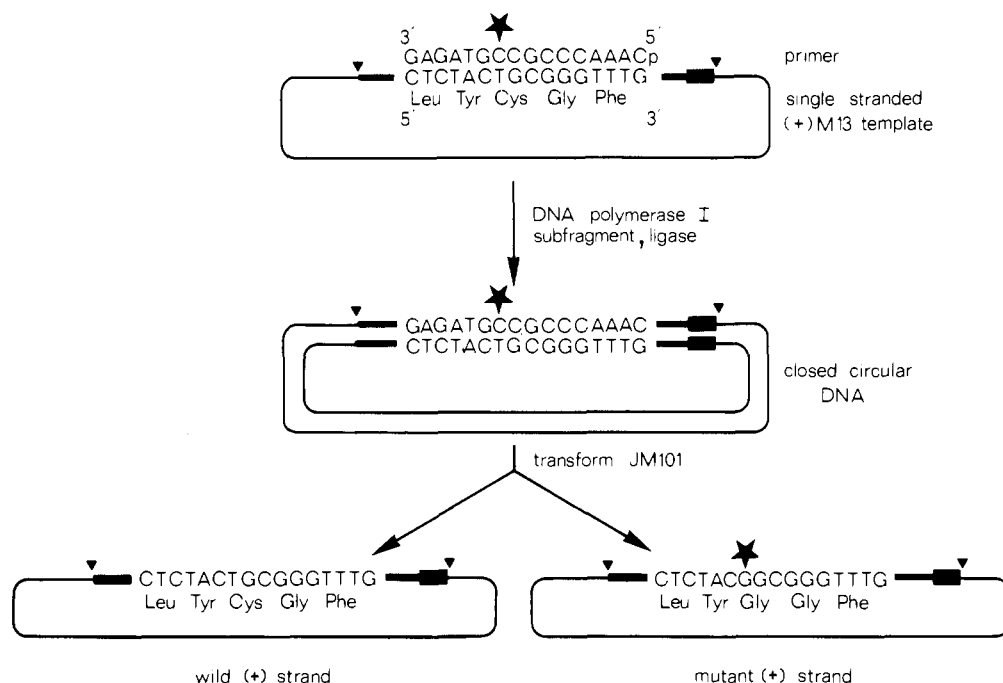 3´ 5´
GAGATGCCGCCCAAACp primer
CTCTACTGCGGGTTTG
Leu Tyr Cys Gly Phe single stranded
5´ 3´ (+) M13 template
DNA polymerase I
subfragment, ligase
GAGATGCCGCCCAAAC
CTCTACTGCGGGTTTG
closed circular
DNA
transform JM101
CTCTACTGCGGGTTTG
Leu Tyr Cys Gly Phe
wild (+) strand
CTCTACGGCGGGTTTG
Leu Tyr Gly Gly Phe
mutant (+) strand